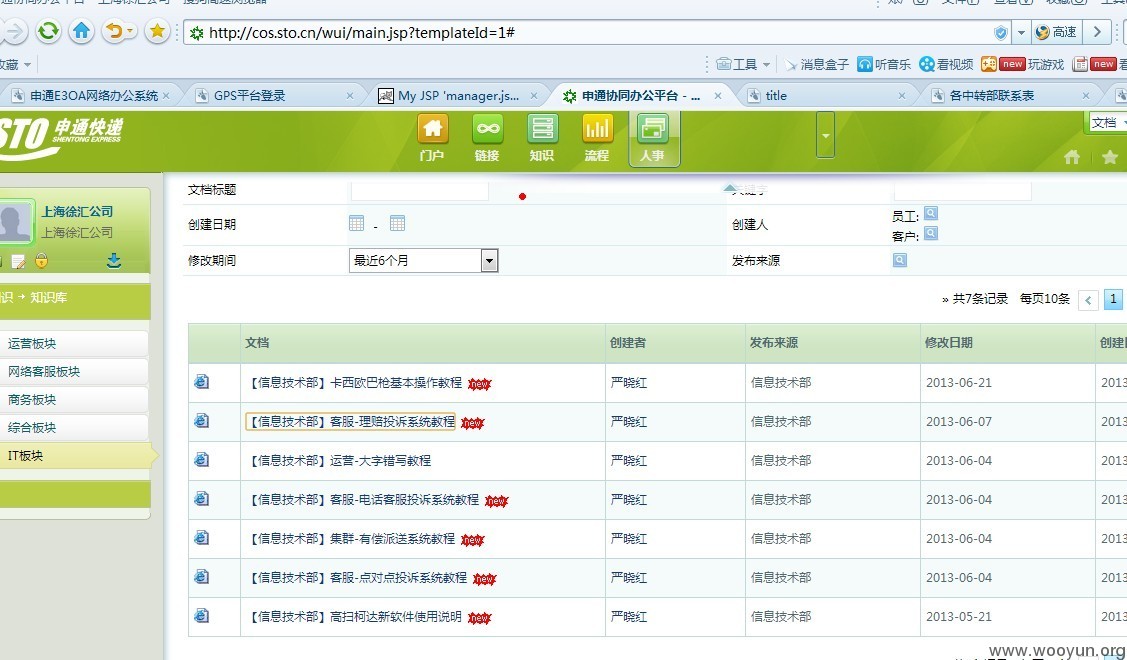 http://cos.sto.cn/wui/main.jsp?templateId=1#
高速
收藏
工具 消息盒子 听音乐 看视频 new 玩游戏 new
申通E3OA网络办公系统 GPS平台登录 My JSP 'manager.js... 申通协同办公平台 - ... title 各中转部联系表
STO 申通快递
SHENTONG EXPRESS
门户 链接 知识 流程 人事
文档
上海徐汇公司
上海徐汇公司
知识 → 知识库
运营板块
网络客服板块
商务板块
综合板块
IT板块
文档标题 关键字
创建日期 - 创建人 员工:
客户:
修改期间 最近6个月 发布来源
» 共7条记录 每页10条 < 1
文档 创建者 发布来源 修改日期 创建
【信息技术部】卡西欧巴枪基本操作教程 new 严晓红 信息技术部 2013-06-21 2013
【信息技术部】客服-理赔投诉系统教程 new 严晓红 信息技术部 2013-06-07 2013
【信息技术部】运营-大字错写教程 严晓红 信息技术部 2013-06-04 2013
【信息技术部】客服-电话客服投诉系统教程 new 严晓红 信息技术部 2013-06-04 2013
【信息技术部】集群-有偿派送系统教程 new 严晓红 信息技术部 2013-06-04 2013
【信息技术部】客服-点对点投诉系统教程 new 严晓红 信息技术部 2013-06-04 2013
【信息技术部】高扫柯达新软件使用说明 new 严晓红 信息技术部 2013-05-21 2013
www.wooyun.org